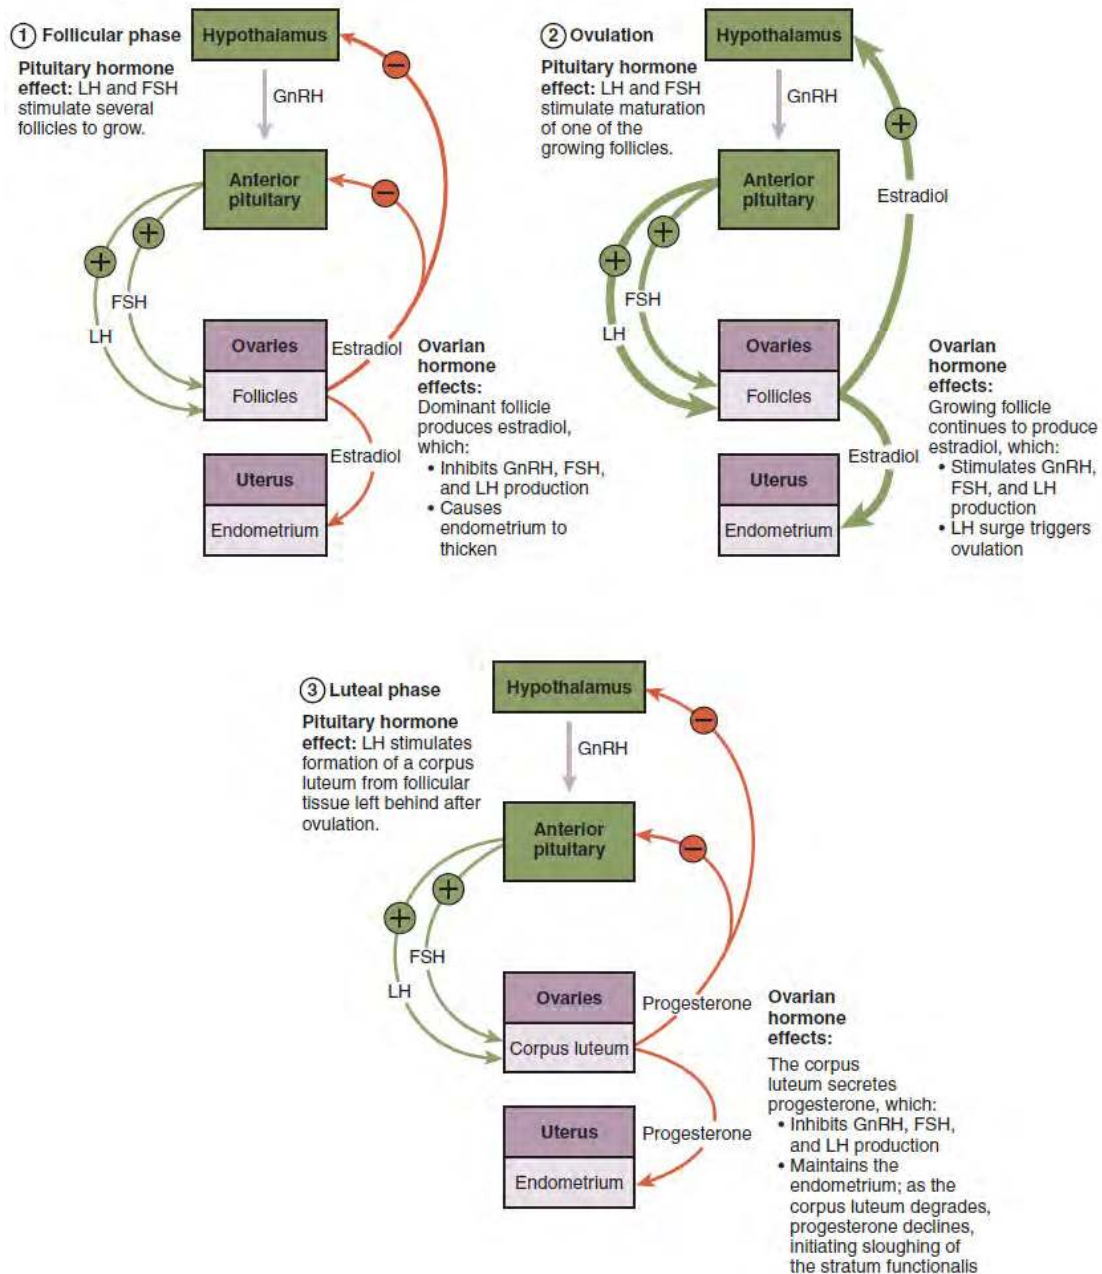 ① Follicular phase
Pituitary hormone
effect: LH and FSH
stimulate several
follicles to grow.
Hypothalamus
−
GnRH
Anterior
pituitary
−
+
+
FSH
LH
Ovaries
Follicles
Estradiol
Estradiol
Uterus
Endometrium
Ovarian
hormone
effects:
Dominant follicle
produces estradiol,
which:
• Inhibits GnRH, FSH,
and LH production
• Causes
endometrium to
thicken
② Ovulation
Pituitary hormone
effect: LH and FSH
stimulate maturation
of one of the
growing follicles.
Hypothalamus
+
GnRH
Anterior
pituitary
Estradiol
+
+
FSH
LH
Ovaries
Follicles
Estradiol
Uterus
Endometrium
Ovarian
hormone
effects:
Growing follicle
continues to produce
estradiol, which:
• Stimulates GnRH,
FSH, and LH
production
• LH surge triggers
ovulation
③ Luteal phase
Pituitary hormone
effect: LH stimulates
formation of a corpus
luteum from follicular
tissue left behind after
ovulation.
Hypothalamus
−
GnRH
Anterior
pituitary
−
+
+
FSH
LH
Ovaries
Corpus luteum
Progesterone
Progesterone
Uterus
Endometrium
Ovarian
hormone
effects:
The corpus
luteum secretes
progesterone, which:
• Inhibits GnRH, FSH,
and LH production
• Maintains the
endometrium; as the
corpus luteum degrades,
progesterone declines,
initiating sloughing of
the stratum functionalis